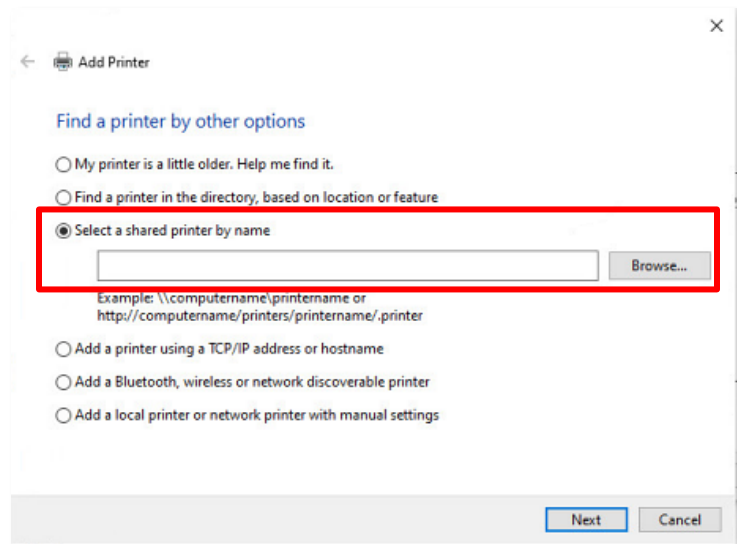 Add Printer
Find a printer by other options
My printer is a little older. Help me find it.
Find a printer in the directory, based on location or feature
Select a shared printer by name
Browse...
Example: \\computername\printername or
http://computername/printers/printername/.printer
Add a printer using a TCP/IP address or hostname
Add a Bluetooth, wireless or network discoverable printer
Add a local printer or network printer with manual settings
Next Cancel